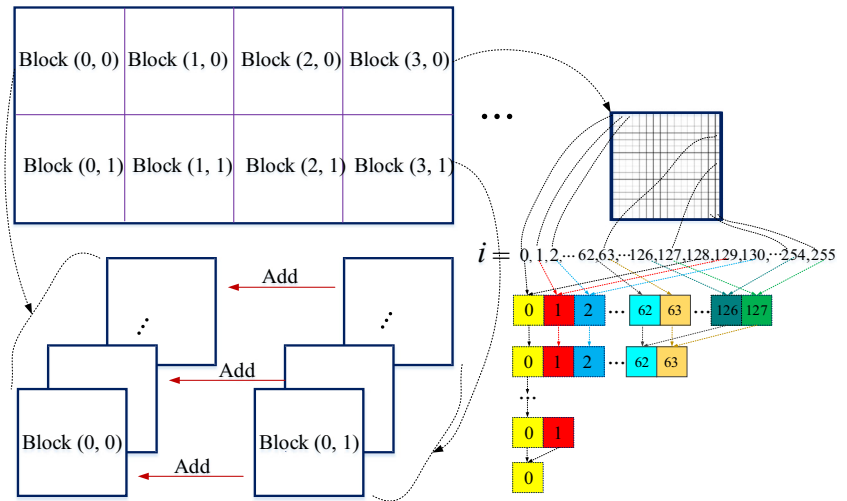 Block (0, 0) Block (1, 0) Block (2, 0) Block (3, 0)
...
Block (0, 1) Block (1, 1) Block (2, 1) Block (3, 1)
i = 0,1,2,··· 62,63,···126,127,128,129,130,···254,255
Add
...
0 1 2 ··· 62 63 ··· 126 127
Add
0 1 2 ··· 62 63
...
Block (0, 0) Block (0, 1)
0 1
Add
0